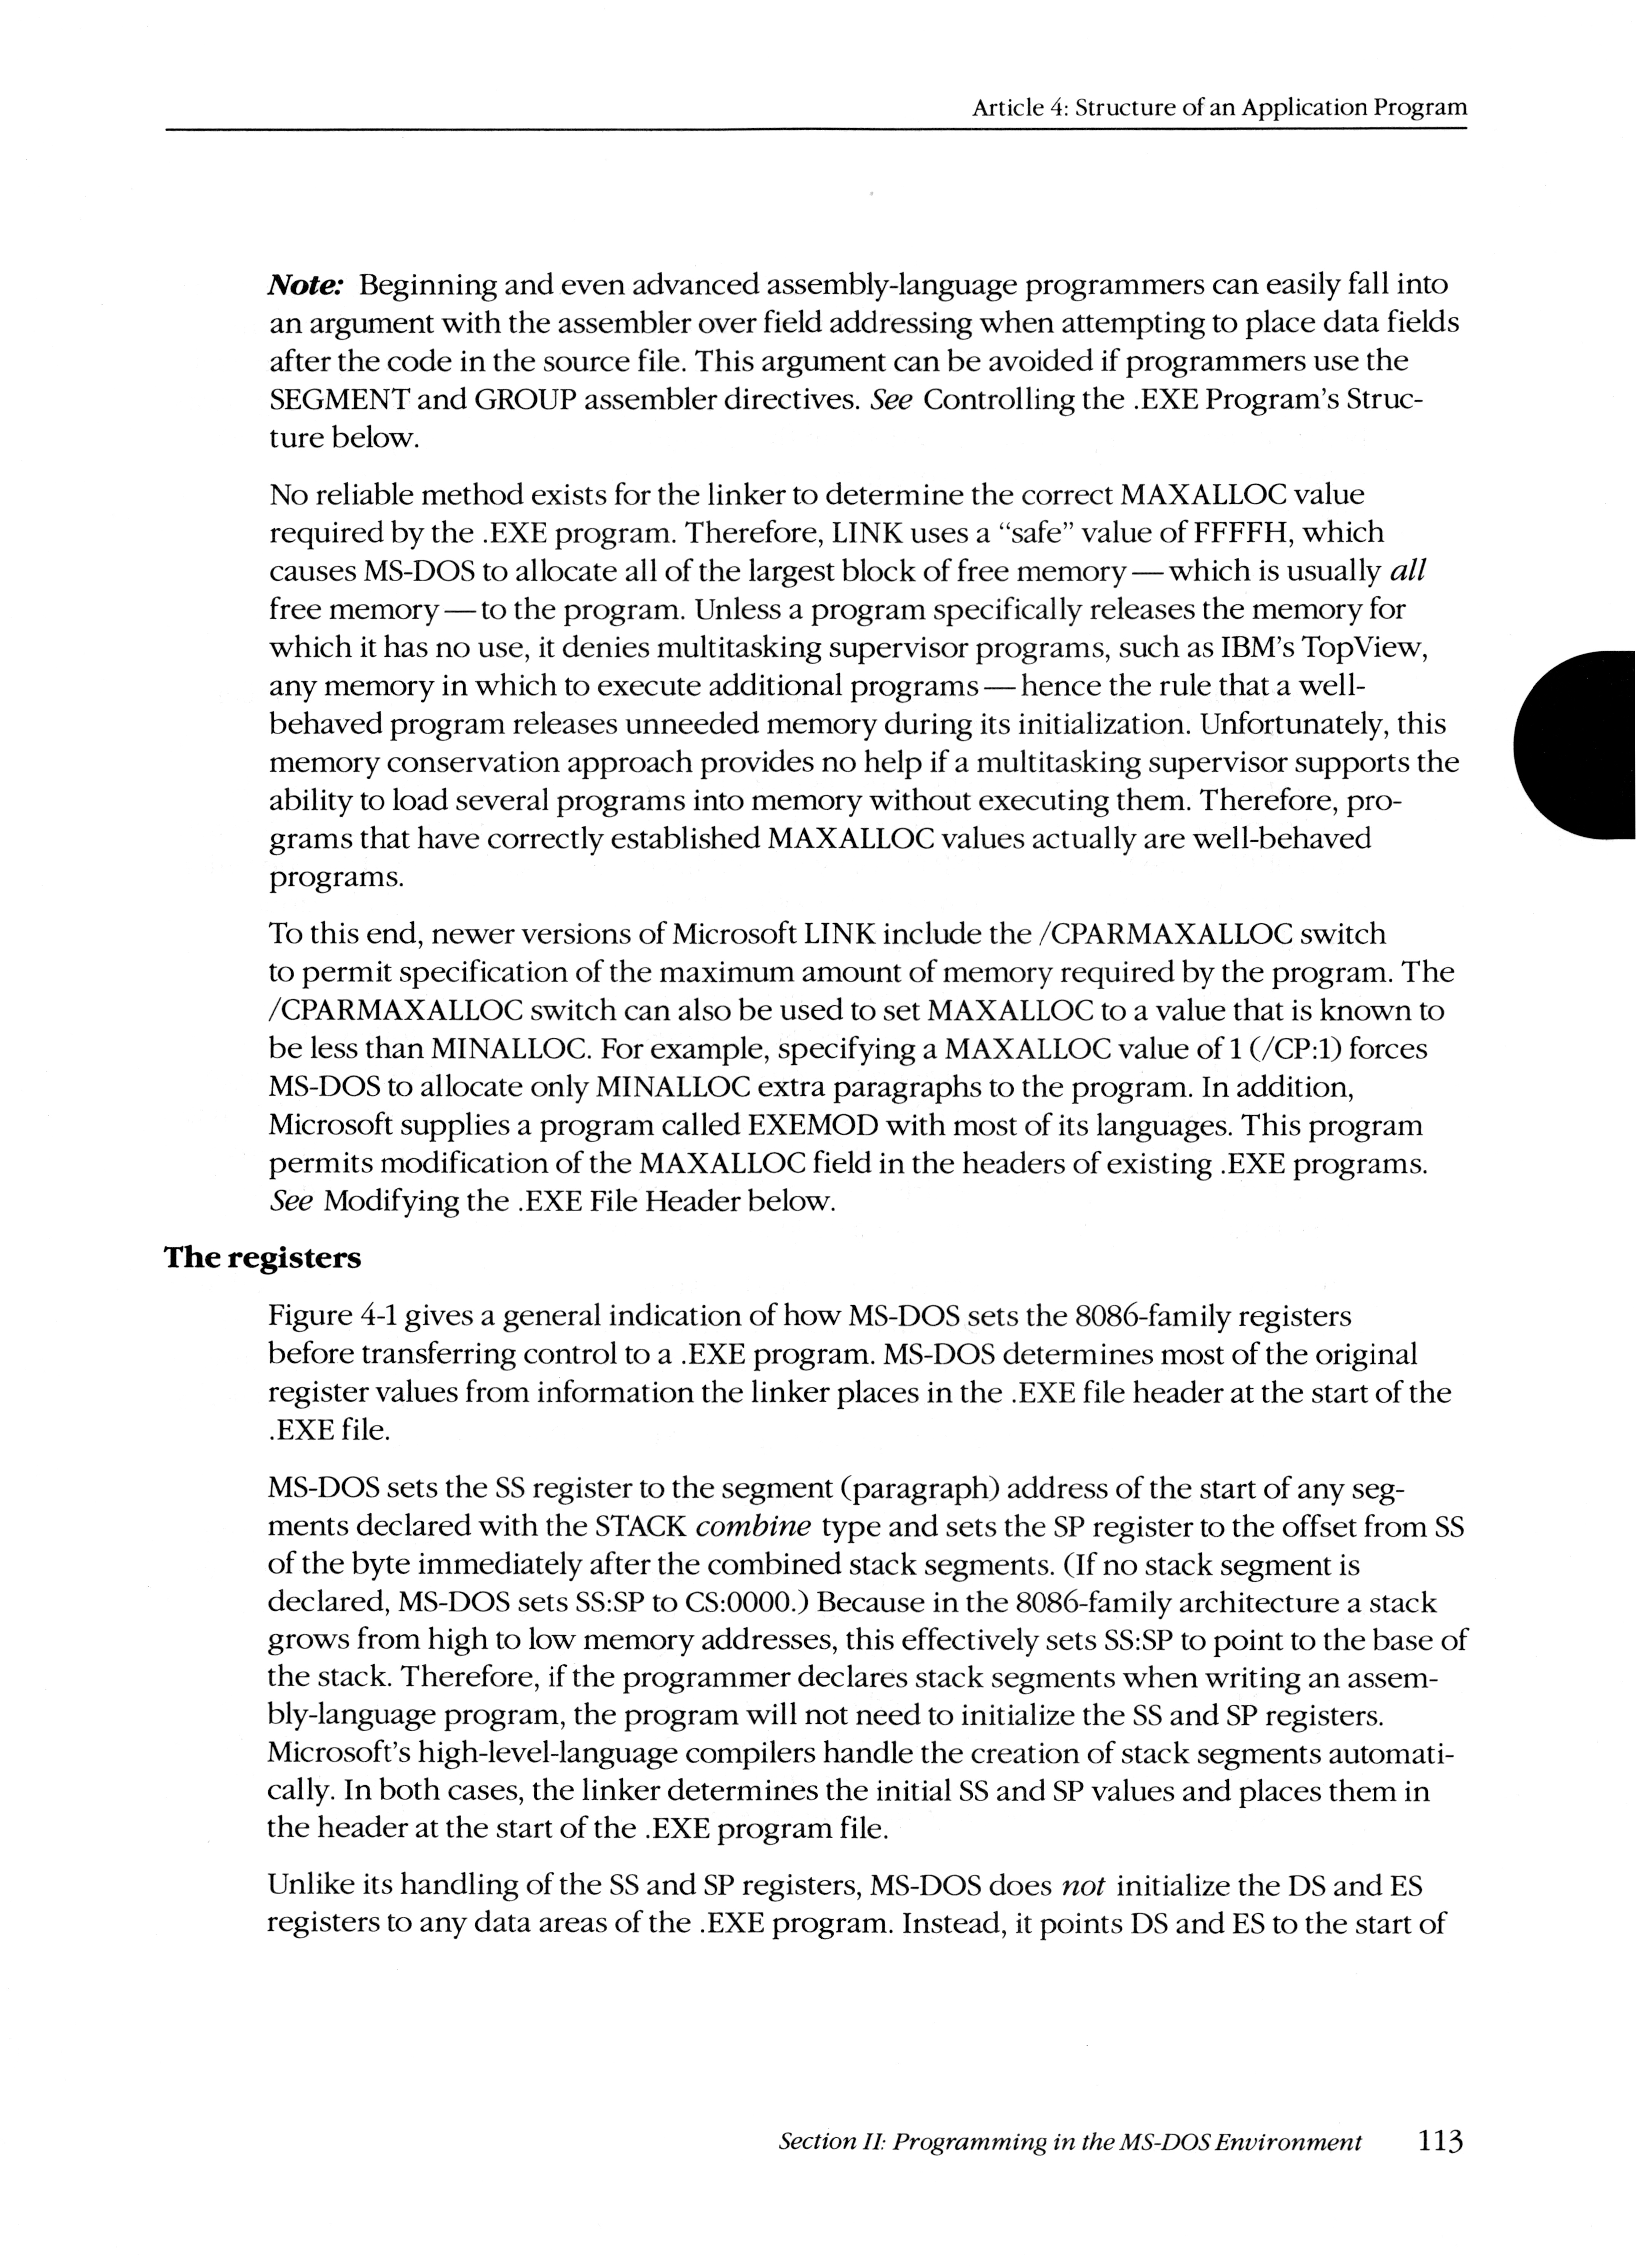 Article 4: Structure of an Application Program
Note: Beginning and even advanced assembly-language programmers can easily fall into
an argument with the assembler over field addressing when attempting to place data fields
after the code in the source file. This argument can be avoided if programmers use the
SEGMENT and GROUP assembler directives. See Controlling the .EXE Program's Struc-
ture below.
No reliable method exists for the linker to determine the correct MAXALLOC value
required by the .EXE program. Therefore, LINK uses a “safe” value of FFFFH, which
causes MS-DOS to allocate all of the largest block of free memory — which is usually all
free memory — to the program. Unless a program specifically releases the memory for
which it has no use, it denies multitasking supervisor programs, such as IBM's TopView,
any memory in which to execute additional programs — hence the rule that a well-
behaved program releases unneeded memory during its initialization. Unfortunately, this
memory conservation approach provides no help if a multitasking supervisor supports the
ability to load several programs into memory without executing them. Therefore, pro-
grams that have correctly established MAXALLOC values actually are well-behaved
programs.
To this end, newer versions of Microsoft LINK include the /CPARMAXALLOC switch
to permit specification of the maximum amount of memory required by the program. The
/CPARMAXALLOC switch can also be used to set MAXALLOC to a value that is known to
be less than MINALLOC. For example, specifying a MAXALLOC value of 1 (/CP:1) forces
MS-DOS to allocate only MINALLOC extra paragraphs to the program. In addition,
Microsoft supplies a program called EXEMOD with most of its languages. This program
permits modification of the MAXALLOC field in the headers of existing .EXE programs.
See Modifying the .EXE File Header below.
The registers
Figure 4-1 gives a general indication of how MS-DOS sets the 8086-family registers
before transferring control to a .EXE program. MS-DOS determines most of the original
register values from information the linker places in the .EXE file header at the start of the
.EXE file.
MS-DOS sets the SS register to the segment (paragraph) address of the start of any seg-
ments declared with the STACK combine type and sets the SP register to the offset from SS
of the byte immediately after the combined stack segments. (If no stack segment is
declared, MS-DOS sets SS:SP to CS:0000.) Because in the 8086-family architecture a stack
grows from high to low memory addresses, this effectively sets SS:SP to point to the base of
the stack. Therefore, if the programmer declares stack segments when writing an assem-
bly-language program, the program will not need to initialize the SS and SP registers.
Microsoft's high-level-language compilers handle the creation of stack segments automati-
cally. In both cases, the linker determines the initial SS and SP values and places them in
the header at the start of the .EXE program file.
Unlike its handling of the SS and SP registers, MS-DOS does not initialize the DS and ES
registers to any data areas of the .EXE program. Instead, it points DS and ES to the start of
Section II: Programming in the MS-DOS Environment 113